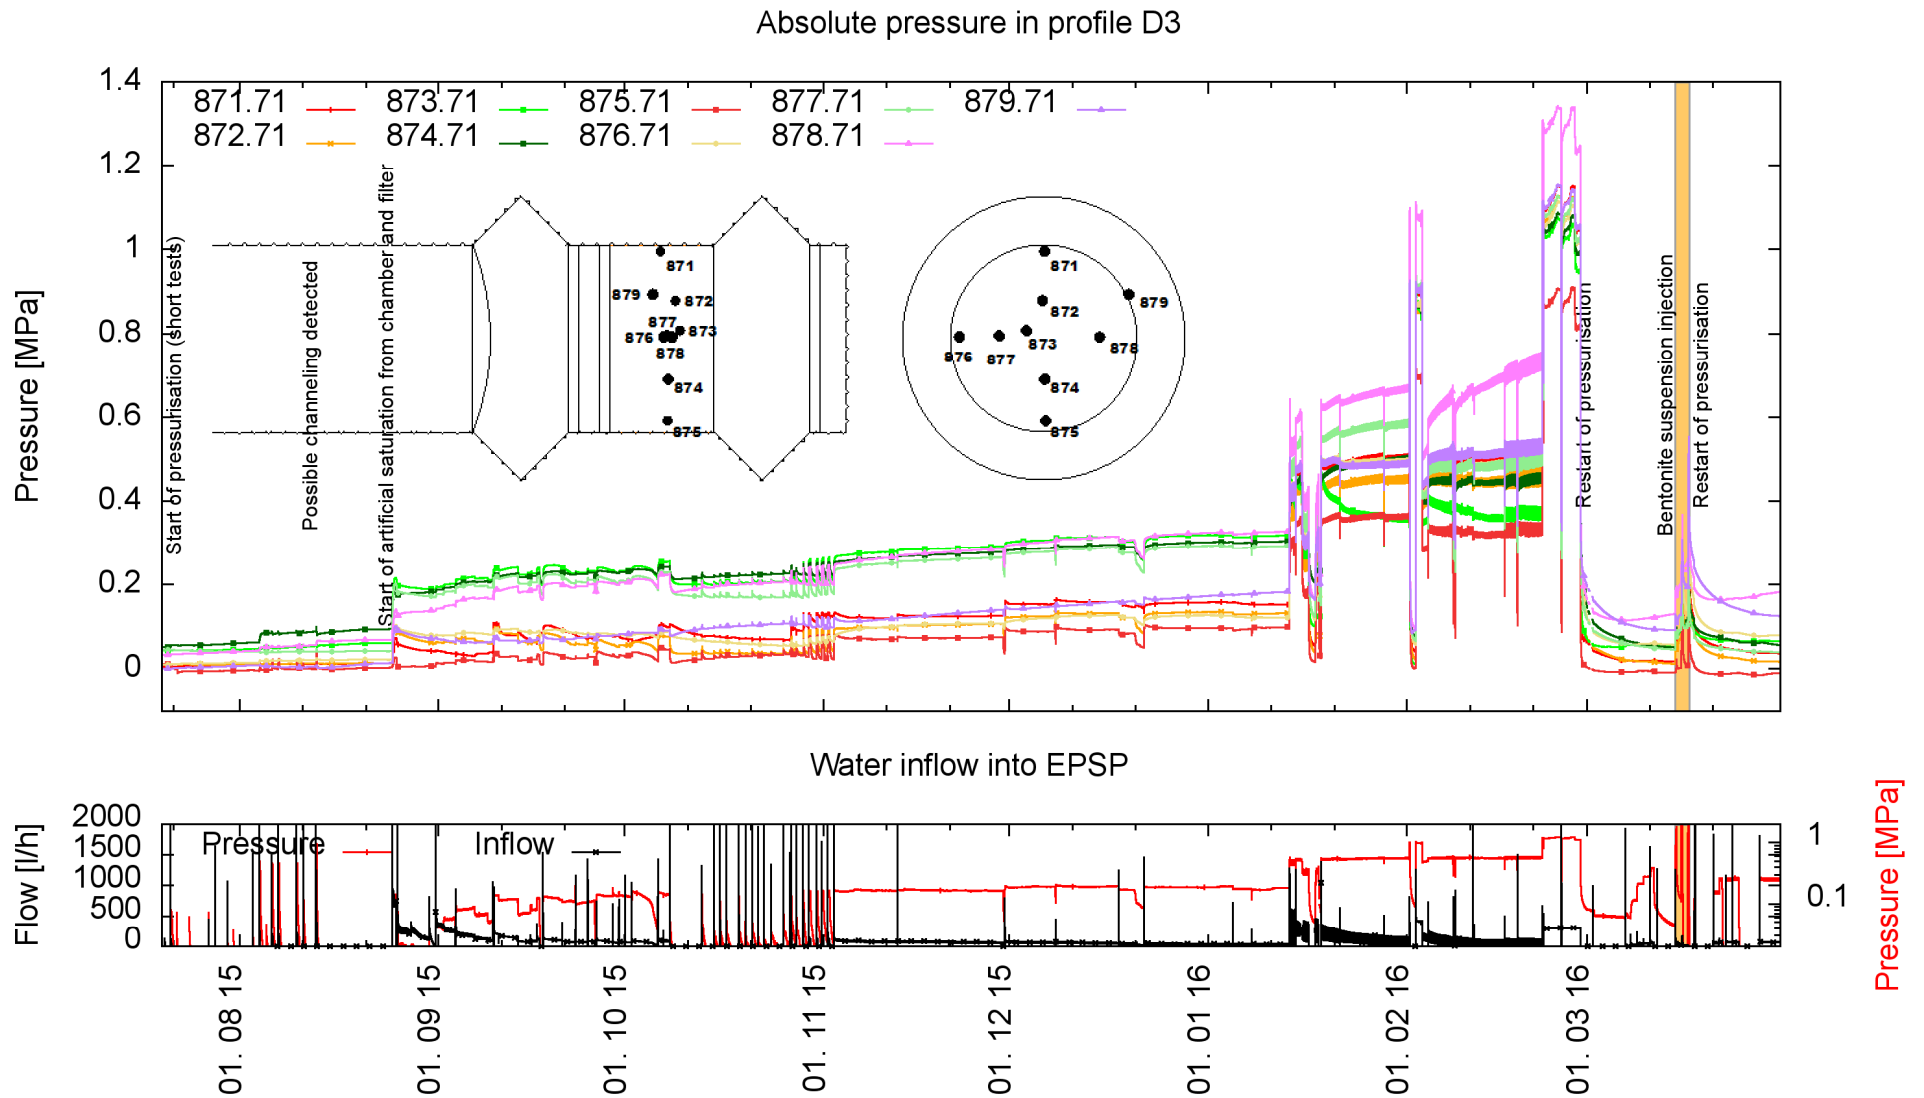 Absolute pressure in profile D3
Pressure [MPa]
1.4
1.2
1
0.8
0.6
0.4
0.2
0
871.71
873.71
875.71
877.71
879.71
872.71
874.71
876.71
878.71
Start of pressurisation (short tests)
Possible channeling detected
Start of artificial saturation from chamber and filter
Restart of pressurisation
Bentonite suspension injection
Restart of pressurisation
871
879
872
877
873
876
878
874
875
871
879
872
873
878
876
877
874
875
Water inflow into EPSP
Flow [l/h]
2000
1500
1000
500
0
Pressure
Inflow
1
0.1
Pressure [MPa]
01. 08 15
01. 09 15
01. 10 15
01. 11 15
01. 12 15
01. 01 16
01. 02 16
01. 03 16